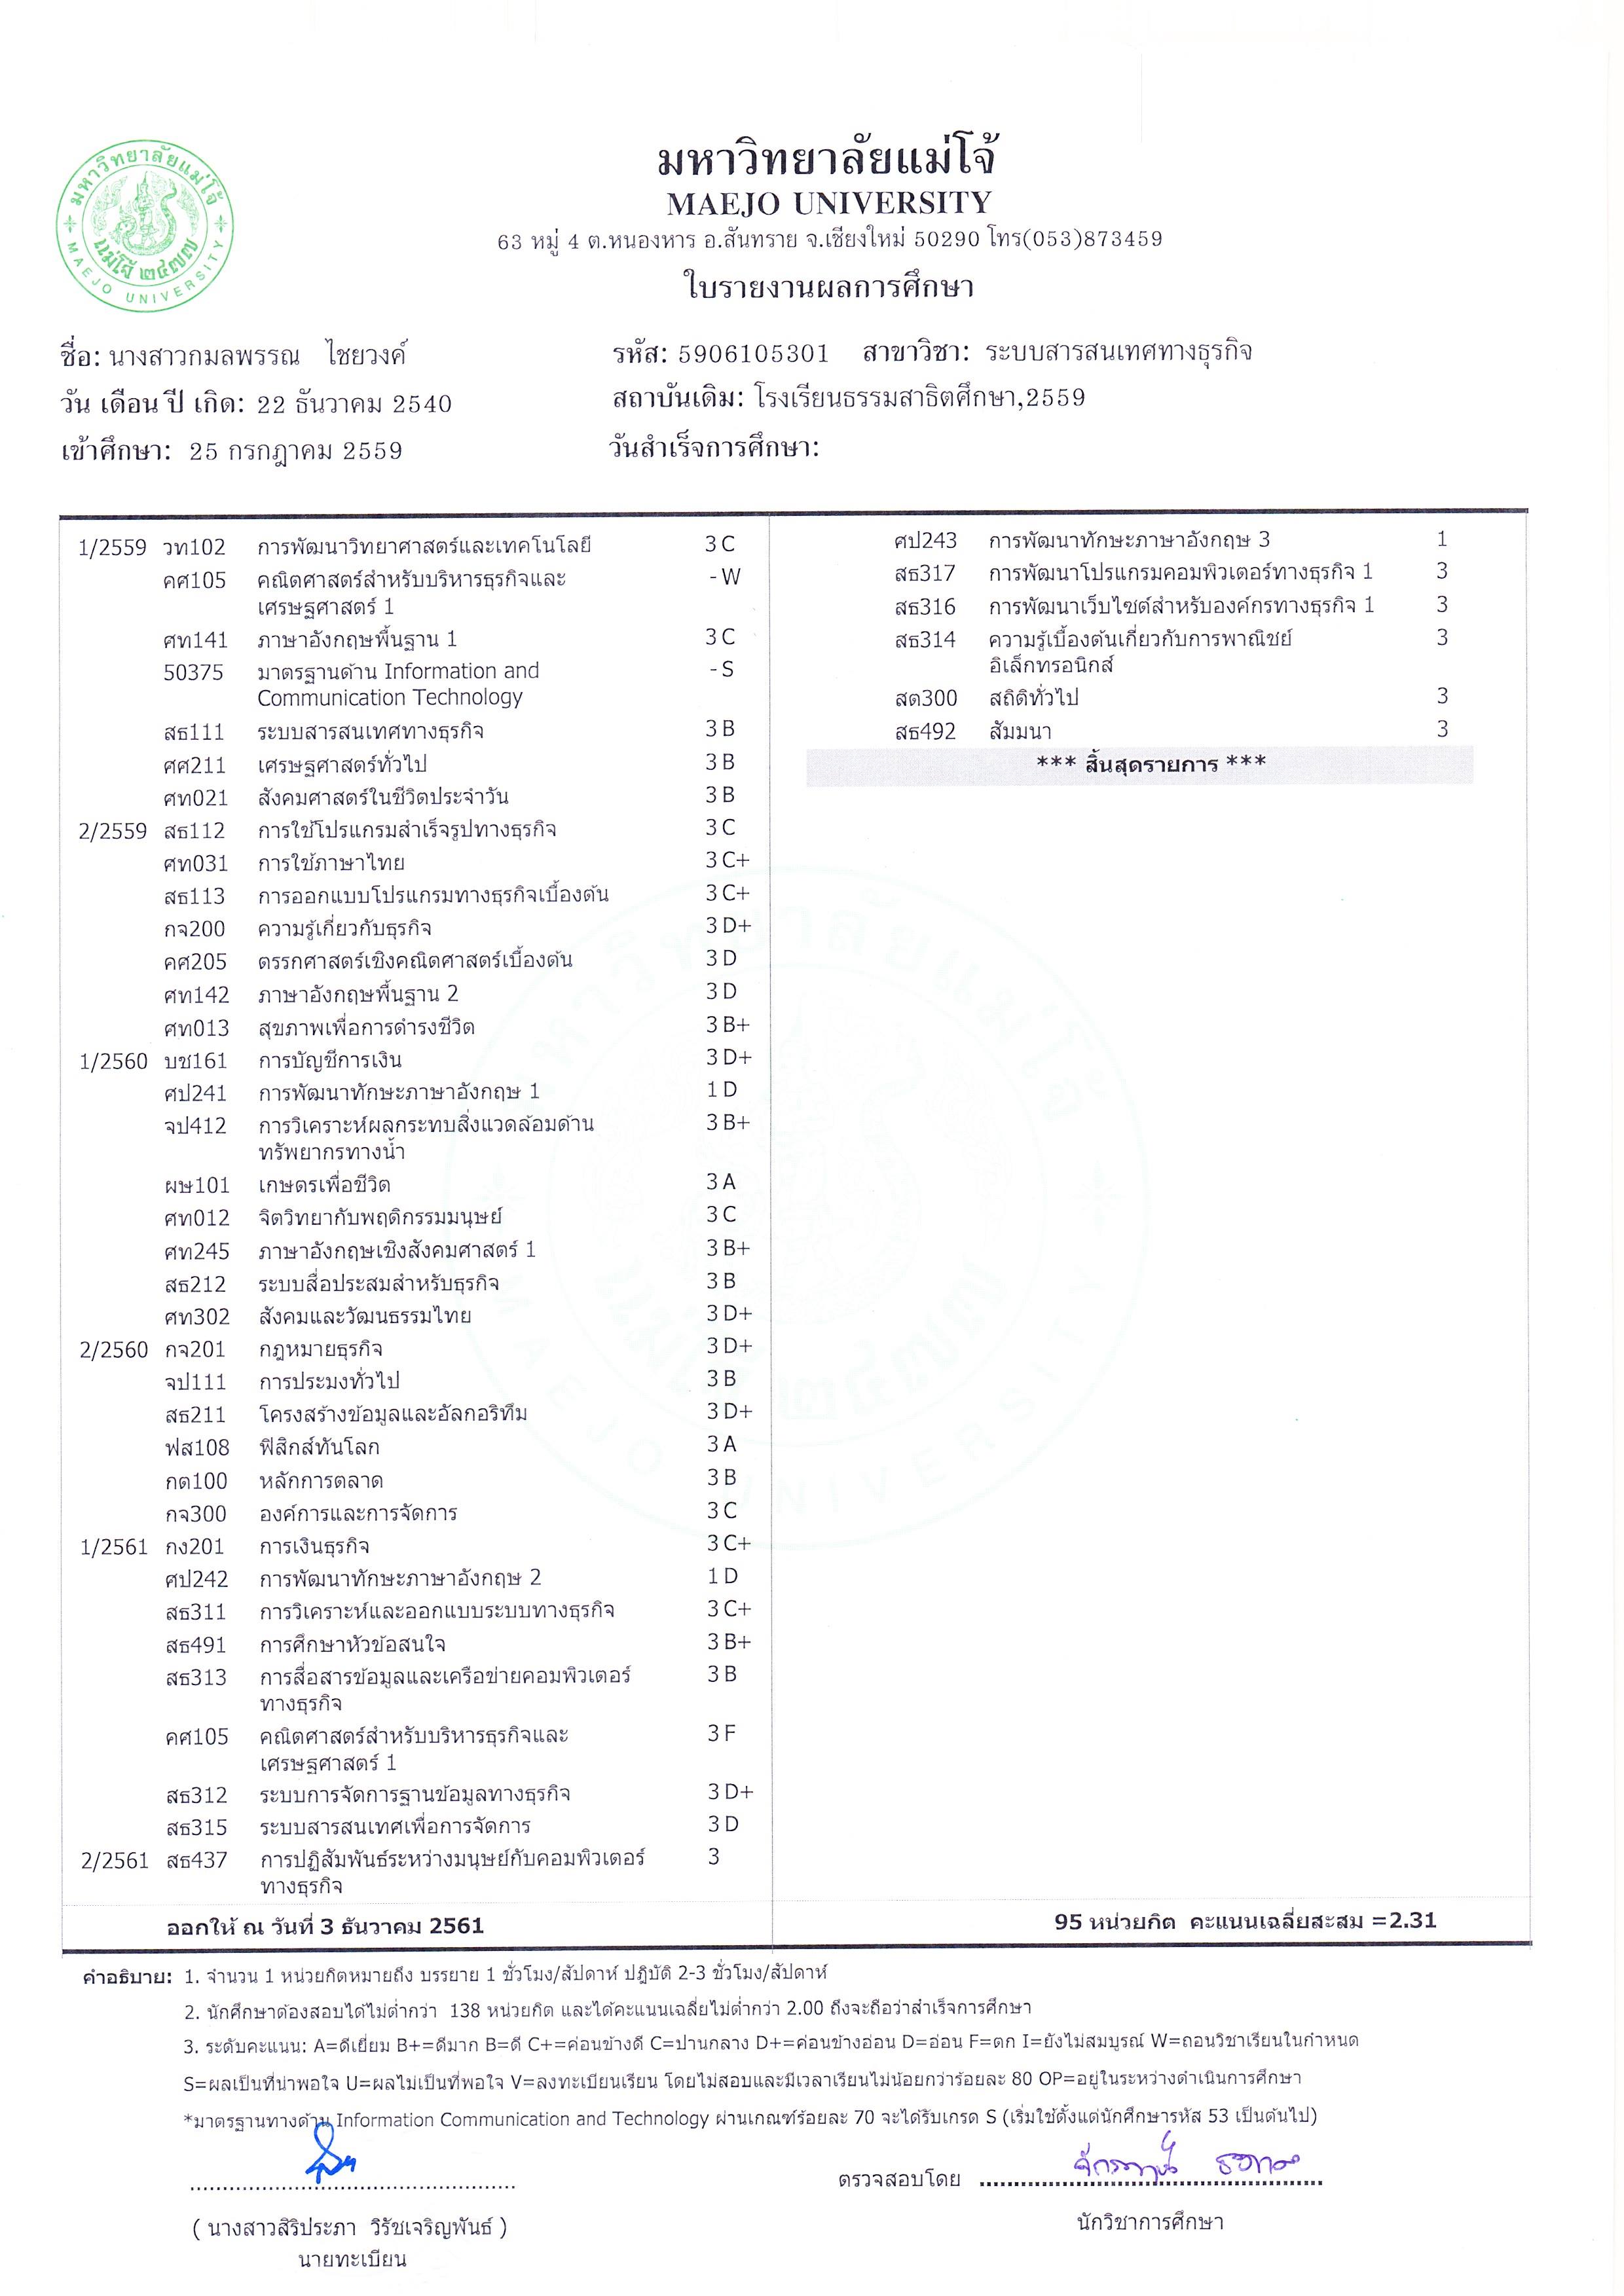 มหาวิทยาลัยแม่โจ้
MAEJO UNIVERSITY
แม่โจ้ ๒๔๗๗
มหาวิทยาลัยแม่โจ้
MAEJO UNIVERSITY
63 หมู่ 4 ต.หนองหาร อ.สันทราย จ.เชียงใหม่ 50290 โทร(053)873459
ใบรายงานผลการศึกษา
ชื่อ: นางสาวกมลพรรณ ไชยวงค์ รหัส: 5906105301 สาขาวิชา: ระบบสารสนเทศทางธุรกิจ
วัน เดือน ปี เกิด: 22 ธันวาคม 2540 สถาบันเดิม: โรงเรียนธรรมสาธิตศึกษา,2559
เข้าศึกษา: 25 กรกฎาคม 2559 วันสำเร็จการศึกษา:
1/2559 วท102 การพัฒนาวิทยาศาสตร์และเทคโนโลยี 3 C
คศ105 คณิตศาสตร์สำหรับบริหารธุรกิจและ - W
เศรษฐศาสตร์ 1
ศท141 ภาษาอังกฤษพื้นฐาน 1 3 C
50375 มาตรฐานด้าน Information and - S
Communication Technology
สธ111 ระบบสารสนเทศทางธุรกิจ 3 B
ศศ211 เศรษฐศาสตร์ทั่วไป 3 B
ศท021 สังคมศาสตร์ในชีวิตประจำวัน 3 B
2/2559 สธ112 การใช้โปรแกรมสำเร็จรูปทางธุรกิจ 3 C
ศท031 การใช้ภาษาไทย 3 C+
สธ113 การออกแบบโปรแกรมทางธุรกิจเบื้องต้น 3 C+
กจ200 ความรู้เกี่ยวกับธุรกิจ 3 D+
คศ205 ตรรกศาสตร์เชิงคณิตศาสตร์เบื้องต้น 3 D
ศท142 ภาษาอังกฤษพื้นฐาน 2 3 D
ศท013 สุขภาพเพื่อการดำรงชีวิต 3 B+
1/2560 บช161 การบัญชีการเงิน 3 D+
ศป241 การพัฒนาทักษะภาษาอังกฤษ 1 1 D
จป412 การวิเคราะห์ผลกระทบสิ่งแวดล้อมด้าน 3 B+
ทรัพยากรทางน้ำ
ผษ101 เกษตรเพื่อชีวิต 3 A
ศท012 จิตวิทยากับพฤติกรรมมนุษย์ 3 C
ศท245 ภาษาอังกฤษเชิงสังคมศาสตร์ 1 3 B+
สธ212 ระบบสื่อประสมสำหรับธุรกิจ 3 B
ศท302 สังคมและวัฒนธรรมไทย 3 D+
2/2560 กจ201 กฎหมายธุรกิจ 3 D+
จป111 การประมงทั่วไป 3 B
สธ211 โครงสร้างข้อมูลและอัลกอริทึม 3 D+
ฟส108 ฟิสิกส์ทันโลก 3 A
กต100 หลักการตลาด 3 B
กจ300 องค์การและการจัดการ 3 C
1/2561 กง201 การเงินธุรกิจ 3 C+
ศป242 การพัฒนาทักษะภาษาอังกฤษ 2 1 D
สธ311 การวิเคราะห์และออกแบบระบบทางธุรกิจ 3 C+
สธ491 การศึกษาหัวข้อสนใจ 3 B+
สธ313 การสื่อสารข้อมูลและเครือข่ายคอมพิวเตอร์ 3 B
ทางธุรกิจ
คศ105 คณิตศาสตร์สำหรับบริหารธุรกิจและ 3 F
เศรษฐศาสตร์ 1
สธ312 ระบบการจัดการฐานข้อมูลทางธุรกิจ 3 D+
สธ315 ระบบสารสนเทศเพื่อการจัดการ 3 D
2/2561 สธ437 การปฏิสัมพันธ์ระหว่างมนุษย์กับคอมพิวเตอร์ 3
ทางธุรกิจ
ศป243 การพัฒนาทักษะภาษาอังกฤษ 3 1
สธ317 การพัฒนาโปรแกรมคอมพิวเตอร์ทางธุรกิจ 1 3
สธ316 การพัฒนาเว็บไซต์สำหรับองค์กรทางธุรกิจ 1 3
สธ314 ความรู้เบื้องต้นเกี่ยวกับการพาณิชย์ 3
อิเล็กทรอนิกส์
สต300 สถิติทั่วไป 3
สธ492 สัมมนา 3
*** สิ้นสุดรายการ ***
ออกให้ ณ วันที่ 3 ธันวาคม 2561 95 หน่วยกิต คะแนนเฉลี่ยสะสม =2.31
คำอธิบาย: 1. จำนวน 1 หน่วยกิตหมายถึง บรรยาย 1 ชั่วโมง/สัปดาห์ ปฏิบัติ 2-3 ชั่วโมง/สัปดาห์
2. นักศึกษาต้องสอบได้ไม่ต่ำกว่า 138 หน่วยกิต และได้คะแนนเฉลี่ยไม่ต่ำกว่า 2.00 ถึงจะถือว่าสำเร็จการศึกษา
3. ระดับคะแนน: A=ดีเยี่ยม B+=ดีมาก B=ดี C+=ค่อนข้างดี C=ปานกลาง D+=ค่อนข้างอ่อน D=อ่อน F=ตก I=ยังไม่สมบูรณ์ W=ถอนวิชาเรียนในกำหนด
S=ผลเป็นที่น่าพอใจ U=ผลไม่เป็นที่พอใจ V=ลงทะเบียนเรียน โดยไม่สอบและมีเวลาเรียนไม่น้อยกว่าร้อยละ 80 OP=อยู่ในระหว่างดำเนินการศึกษา
*มาตรฐานทางด้าน Information Communication and Technology ผ่านเกณฑ์ร้อยละ 70 จะได้รับเกรด S (เริ่มใช้ตั้งแต่นักศึกษารหัส 53 เป็นต้นไป)
ตรวจสอบโดย
( นางสาวสิริประภา วิรัชเจริญพันธ์ ) นักวิชาการศึกษา
นายทะเบียน